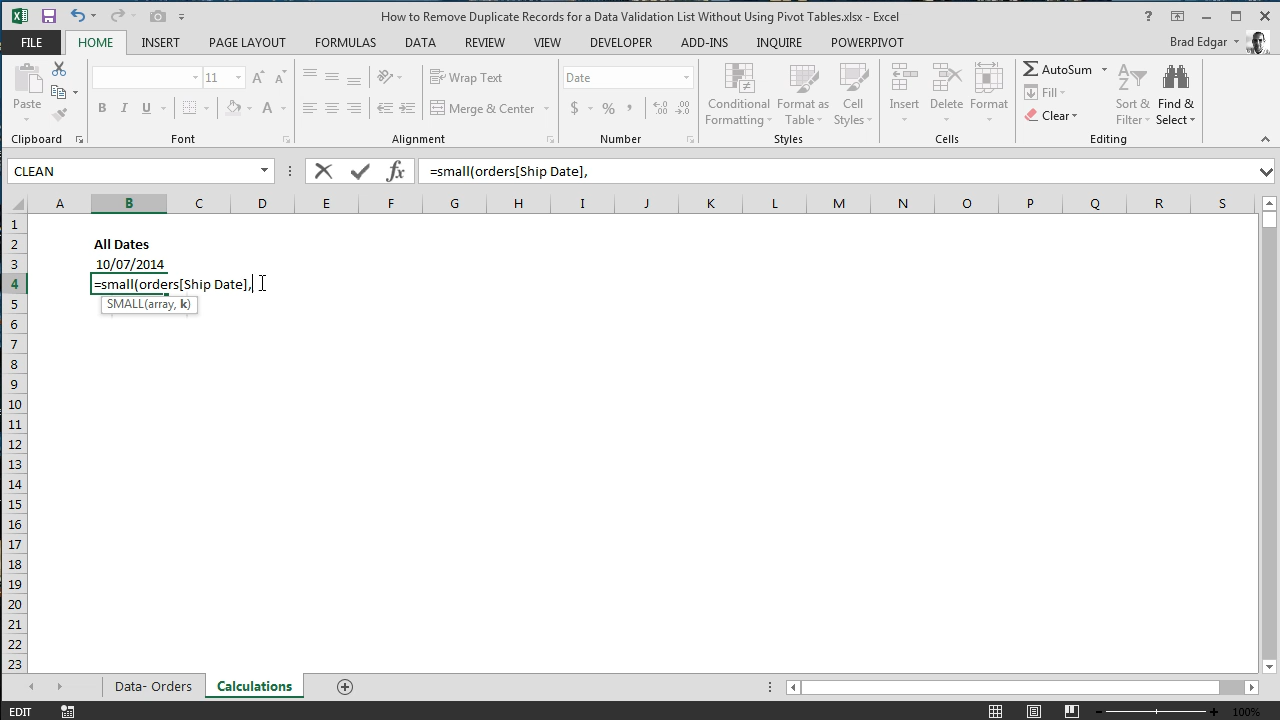 How to Remove Duplicate Records for a Data Validation List Without Using Pivot Tables.xlsx - Excel
FILE HOME INSERT PAGE LAYOUT FORMULAS DATA REVIEW VIEW DEVELOPER ADD-INS INQUIRE POWERPIVOT Brad Edgar
Paste
Clipboard
11
B I U A
Font
Wrap Text
Merge & Center
Alignment
Date
$ % ,
Number
Conditional Formatting
Format as Table
Cell Styles
Styles
Insert
Delete
Format
Cells
AutoSum
Fill
Clear
Sort & Filter
Find & Select
Editing
CLEAN fx =small(orders[Ship Date],
A B C D E F G H I J K L M N O P Q R S
1
2 All Dates
3 10/07/2014
4 =small(orders[Ship Date],
5 SMALL(array, k)
6
7
8
9
10
11
12
13
14
15
16
17
18
19
20
21
22
23
Data- Orders Calculations
EDIT 100%